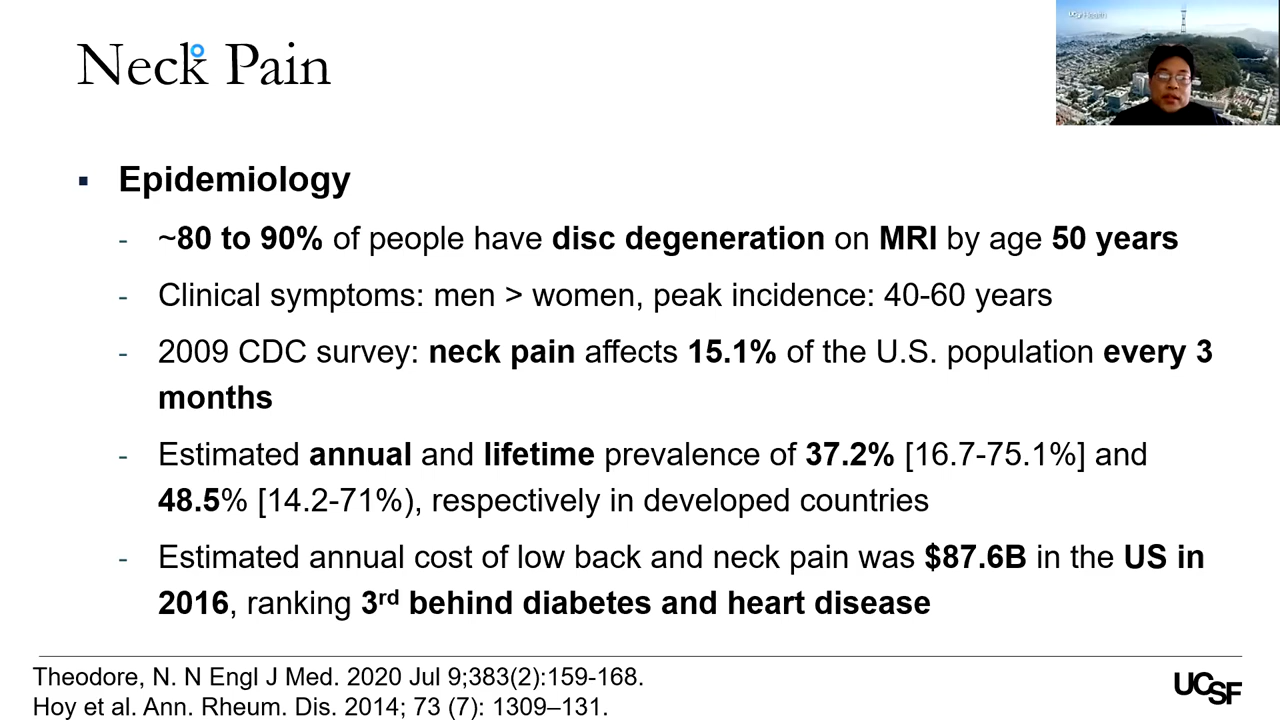 Neck Pain
UCSF Health
▪ Epidemiology
- ~80 to 90% of people have disc degeneration on MRI by age 50 years
- Clinical symptoms: men > women, peak incidence: 40-60 years
- 2009 CDC survey: neck pain affects 15.1% of the U.S. population every 3
months
- Estimated annual and lifetime prevalence of 37.2% [16.7-75.1%] and
48.5% [14.2-71%), respectively in developed countries
- Estimated annual cost of low back and neck pain was $87.6B in the US in
2016, ranking 3rd behind diabetes and heart disease
Theodore, N. N Engl J Med. 2020 Jul 9;383(2):159-168.
Hoy et al. Ann. Rheum. Dis. 2014; 73 (7): 1309–131.
UCSF